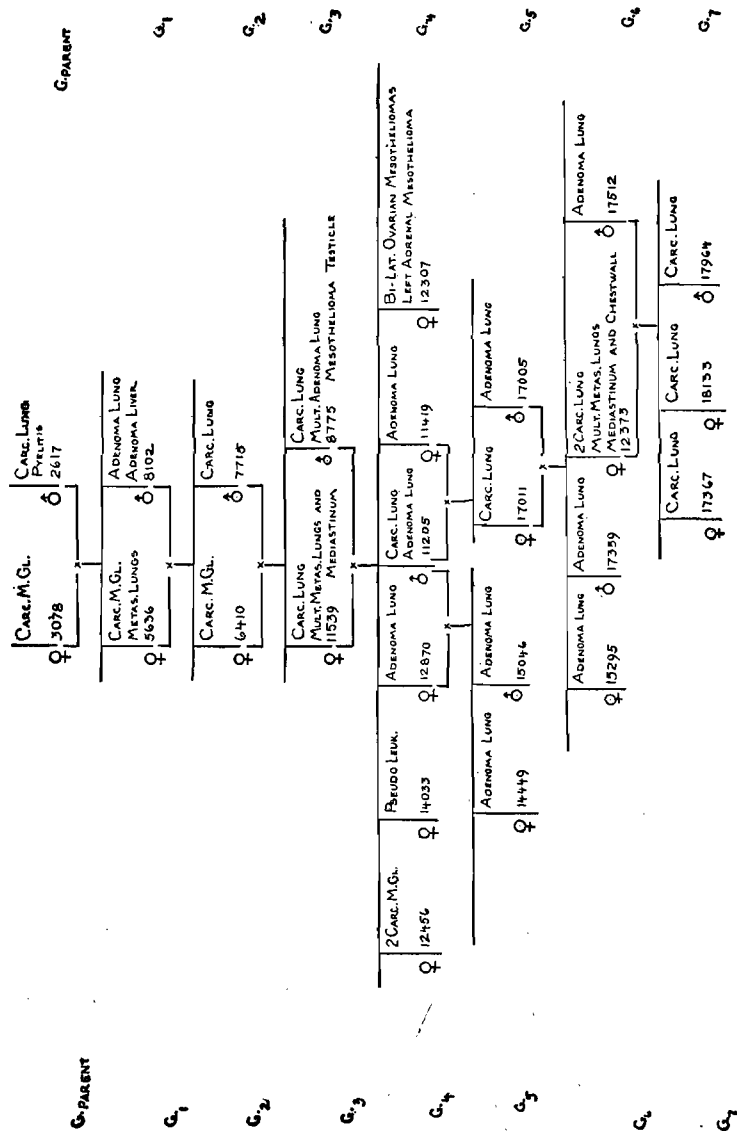 G. PARENT
CARC. M. GL.
3078
CARC. LUNG
PYELITIS
2617
G. PARENT
G.1
CARC. M. GL.
METAS. LUNGS
5636
ADENOMA LUNG
ADENOMA LIVER
8102
G.1
G.2
CARC. M. GL.
6410
CARC. LUNG
7715
G.2
G.3
CARC. LUNG
MULT. METAS. LUNGS AND
11539 MEDIASTINUM
CARC. LUNG
MULT. ADENOMA LUNG
8775 MESOTHELIOMA TESTICLE
G.3
G.4
2 CARC. M. GL.
12456
PSEUDO LEUK.
14033
ADENOMA LUNG
12870
CARC. LUNG
ADENOMA LUNG
11205
ADENOMA LUNG
11419
BI-LAT. OVARIAN MESOTHELIOMAS
LEFT ADRENAL MESOTHELIOMA
12307
G.4
G.5
ADENOMA LUNG
14449
ADENOMA LUNG
15046
CARC. LUNG
17011
ADENOMA LUNG
17005
G.5
G.6
ADENOMA LUNG
15295
ADENOMA LUNG
17359
2 CARC. LUNG
MULT. METAS. LUNGS
MEDIASTINUM AND CHESTWALL
12373
ADENOMA LUNG
17512
G.6
G.7
CARC. LUNG
17367
CARC. LUNG
18133
CARC. LUNG
17964
G.7